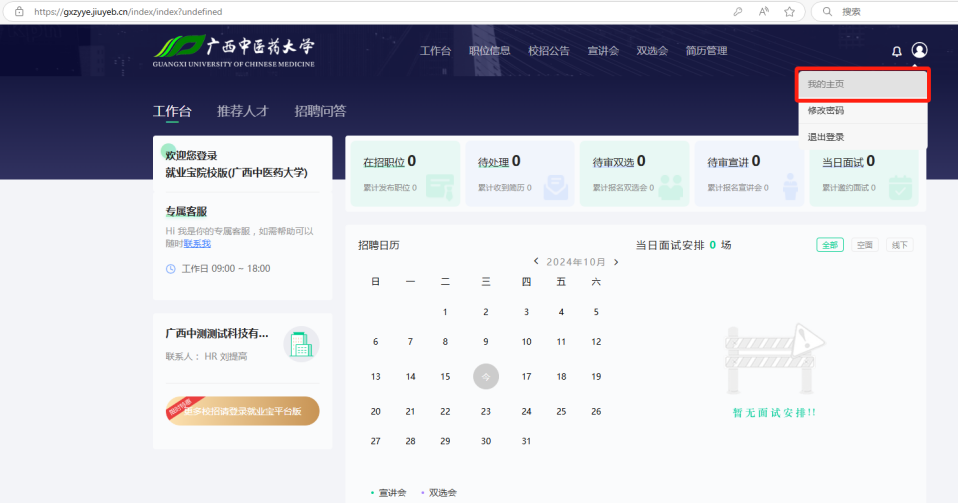 https://gxzyye.jiuyeb.cn/index/index?undefined
搜索
广西中医药大学
GUANGXI UNIVERSITY OF CHINESE MEDICINE
工作台 职位信息 校招公告 宣讲会 双选会 简历管理
我的主页
修改密码
退出登录
工作台 推荐人才 招聘问答
欢迎您登录
就业宝院校版(广西中医药大学)
专属客服
Hi 我是你的专属客服，如需帮助可以
随时联系我
工作日 09:00 ~ 18:00
广西中测测试科技有...
联系人： HR 刘提高
限时特板
更多校招请登录就业宝平台版
在招职位 0 待处理 0 待审双选 0 待审宣讲 0 当日面试 0
累计发布职位 0 累计收到简历 0 累计报名双选会 0 累计报名宣讲会 0 累计邀约面试 0
招聘日历 当日面试安排 0 场 全部 空面 线下
2024年10月
日 一 二 三 四 五 六
1 2 3 4 5
6 7 8 9 10 11 12
13 14 15 今 17 18 19
20 21 22 23 24 25 26
27 28 29 30 31
暂无面试安排!!
宣讲会 双选会